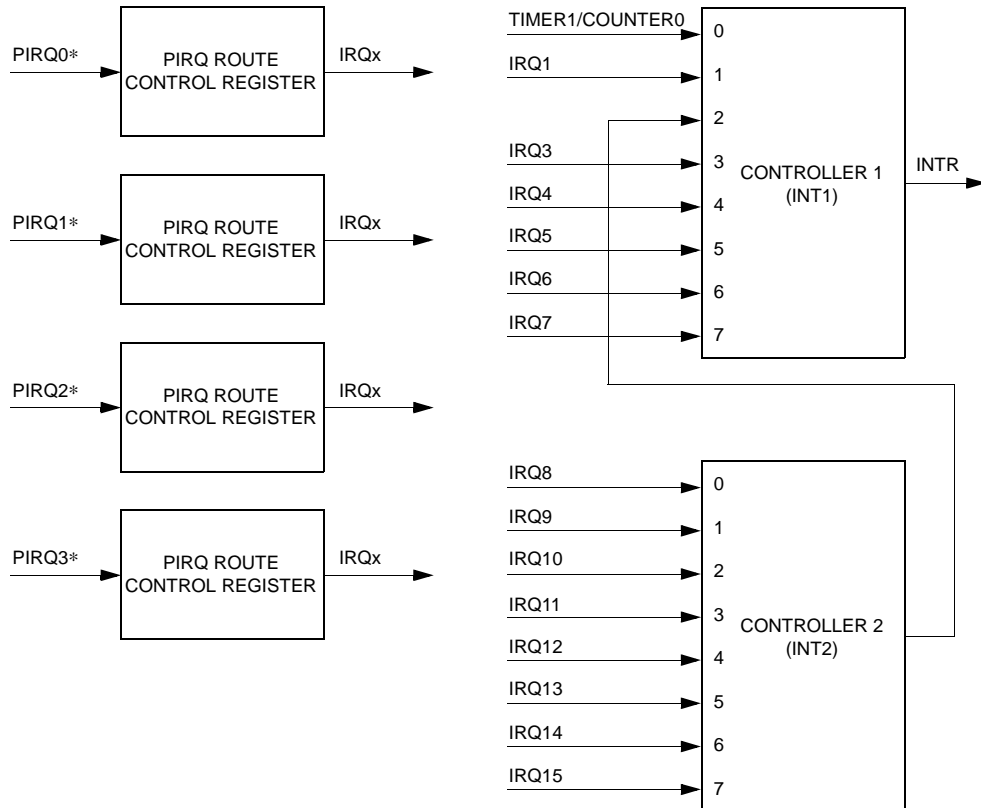 PIRQ0*
PIRQ ROUTE
CONTROL REGISTER
IRQx
PIRQ1*
PIRQ ROUTE
CONTROL REGISTER
IRQx
PIRQ2*
PIRQ ROUTE
CONTROL REGISTER
IRQx
PIRQ3*
PIRQ ROUTE
CONTROL REGISTER
IRQx
TIMER1/COUNTER0
0
IRQ1
1
2
IRQ3
3
IRQ4
4
IRQ5
5
IRQ6
6
IRQ7
7
CONTROLLER 1
(INT1)
INTR
IRQ8
0
IRQ9
1
IRQ10
2
IRQ11
3
IRQ12
4
IRQ13
5
IRQ14
6
IRQ15
7
CONTROLLER 2
(INT2)